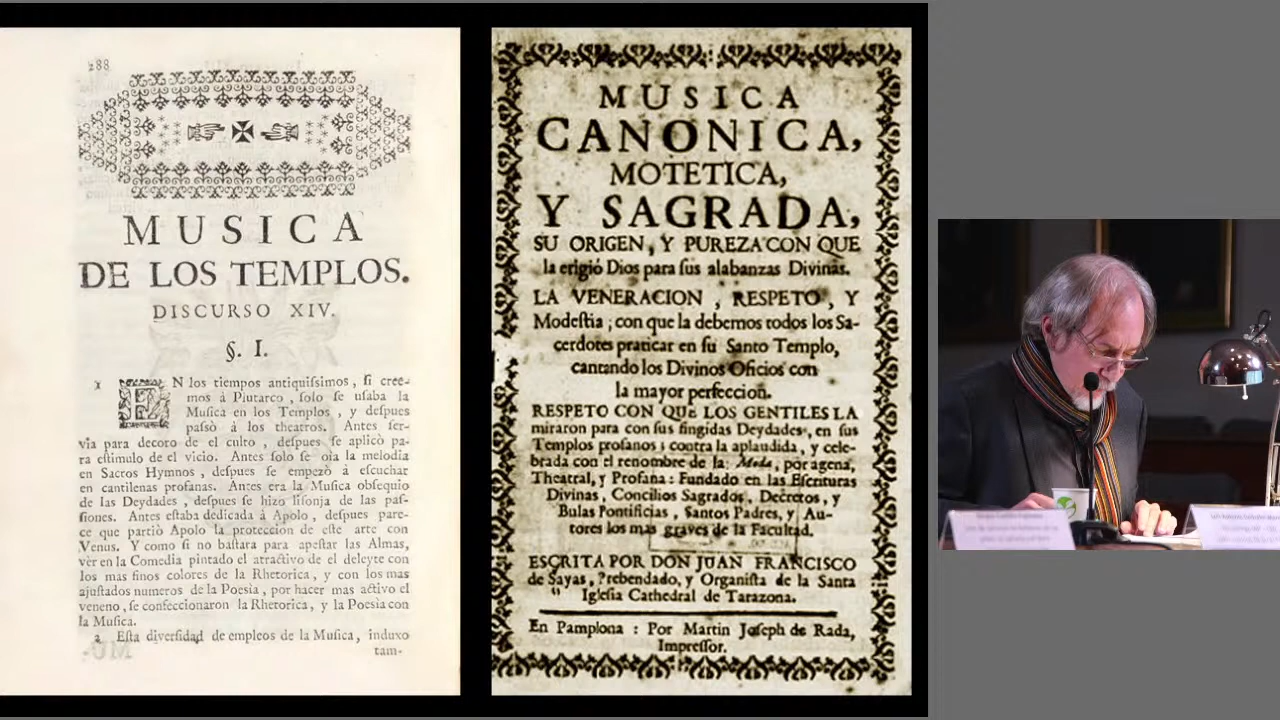 288
MUSICA
DE LOS TEMPLOS.
DISCURSO XIV.
§. I.
1 EN los tiempos antiquissimos, si cree-
mos à Plutarco, solo se usaba la
Musica en los Templos, y despues
passò à los theatros. Antes ser-
via para decoro de el culto, despues se aplicò pa-
ra estimulo de el vicio. Antes solo se oía la melodia
en Sacros Hymnos, despues se empezò à escuchar
en cantilenas profanas. Antes era la Musica obsequio
de las Deydades, despues se hizo lisonja de las pas-
siones. Antes estaba dedicada à Apolo, despues pare-
ce que partiò Apolo la proteccion de este arte con
Venus. Y como si no bastára para apestar las Almas,
vèr en la Comedia pintado el atractivo de el deleyte con
los mas finos colores de la Rhetorica, y con los mas
ajustados numeros de la Poesia, por hacer mas activo el
veneno, se confeccionaron la Rhetorica, y la Poesia con
la Musica.
2 Esta diversidad de empleos de la Musica, induxo
tam-
MUSICA
CANONICA,
MOTETICA,
Y SAGRADA,
SU ORIGEN, Y PUREZA CON QUE
la erigiò Dios para sus alabanzas Divinas.
LA VENERACION, RESPETO, Y
Modestia; con que la debemos todos los Sa-
cerdotes praticar en su Santo Templo,
cantando los Divinos Oficios con
la mayor perfeccion.
RESPETO CON QUE LOS GENTILES LA
miraron para con sus fingidas Deydades, en sus
Templos profanos: contra la aplaudida, y cele-
brada con el renombre de la: Moda, por agena,
Theatral, y Profana: Fundado en las Escrituras
Divinas, Concilios Sagrados, Decretos, y
Bulas Pontificias, Santos Padres, y Au-
tores los mas graves de la Facultad.
ESCRITA POR DON JUAN FRANCISCO
de Sayas, Prebendado, y Organista de la Santa
Iglesia Cathedral de Tarazona.
En Pamplona: Por Martin Joseph de Rada,
Impressor.